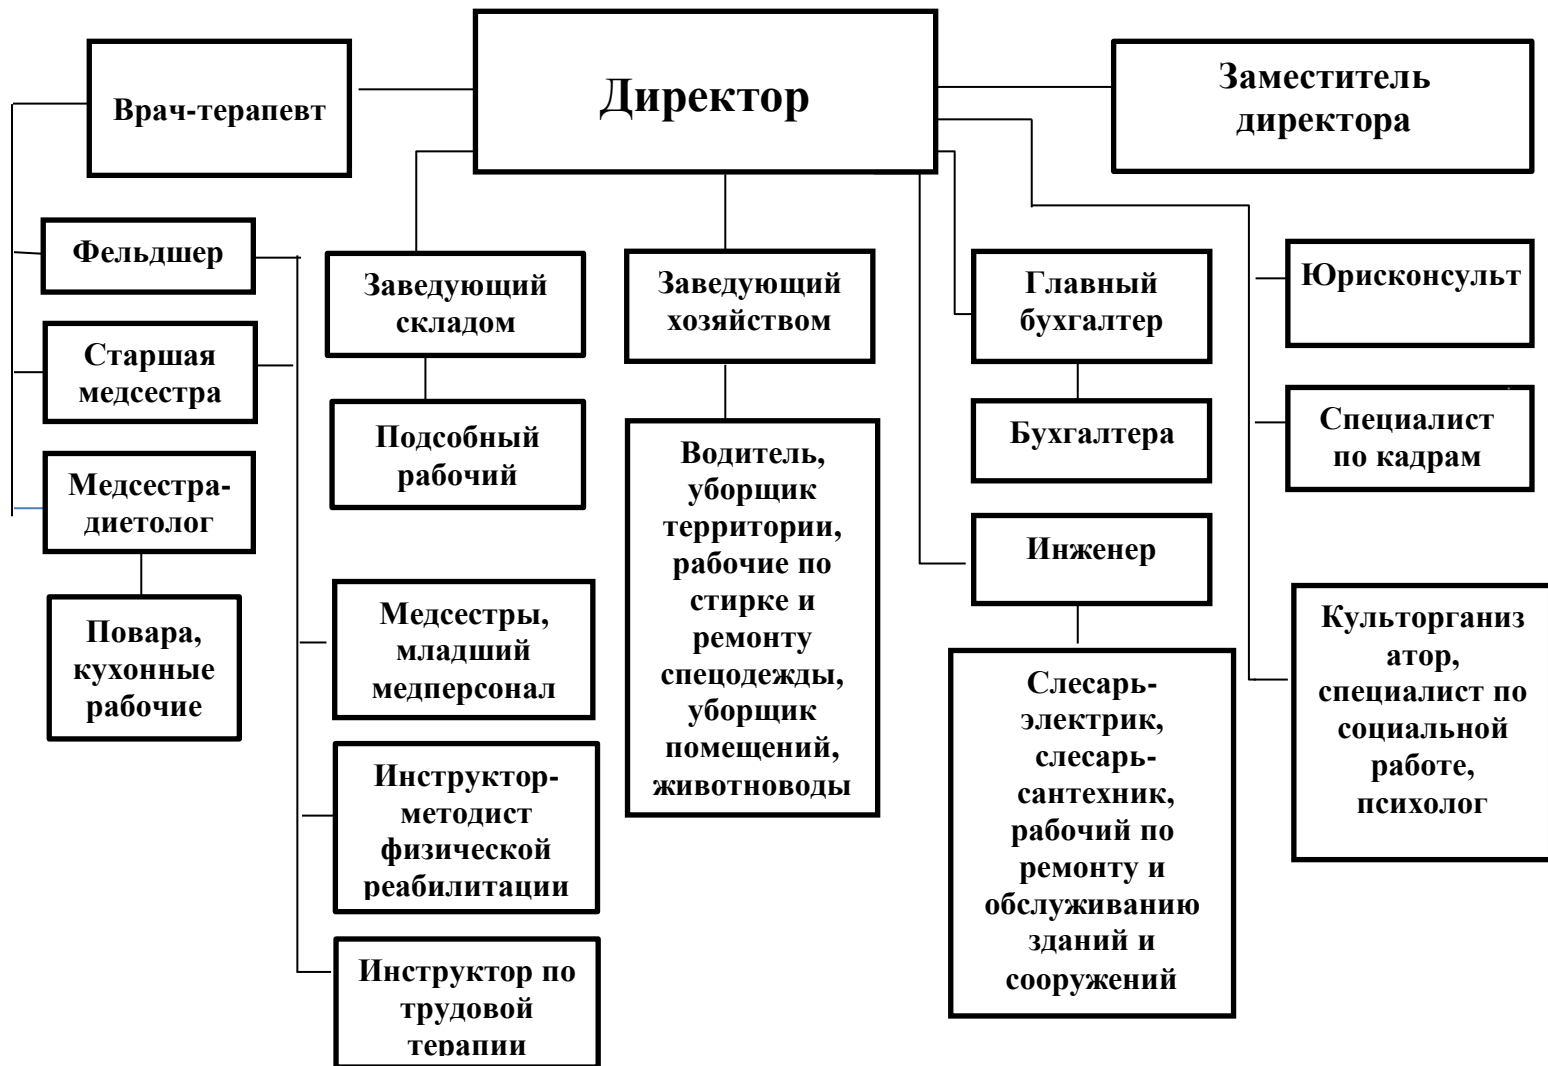 Директор
Врач-терапевт
Заместитель
директора
Фельдшер
Старшая
медсестра
Медсестра-
диетолог
Повара,
кухонные
рабочие
Заведующий
складом
Подсобный
рабочий
Медсестры,
младший
медперсонал
Инструктор-
методист
физической
реабилитации
Инструктор по
трудовой
терапии
Заведующий
хозяйством
Водитель,
уборщик
территории,
рабочие по
стирке и
ремонту
спецодежды,
уборщик
помещений,
животноводы
Главный
бухгалтер
Бухгалтера
Инженер
Слесарь-
электрик,
слесарь-
сантехник,
рабочий по
ремонту и
обслуживанию
зданий и
сооружений
Юрисконсульт
Специалист
по кадрам
Культорганиз
атор,
специалист по
социальной
работе,
психолог